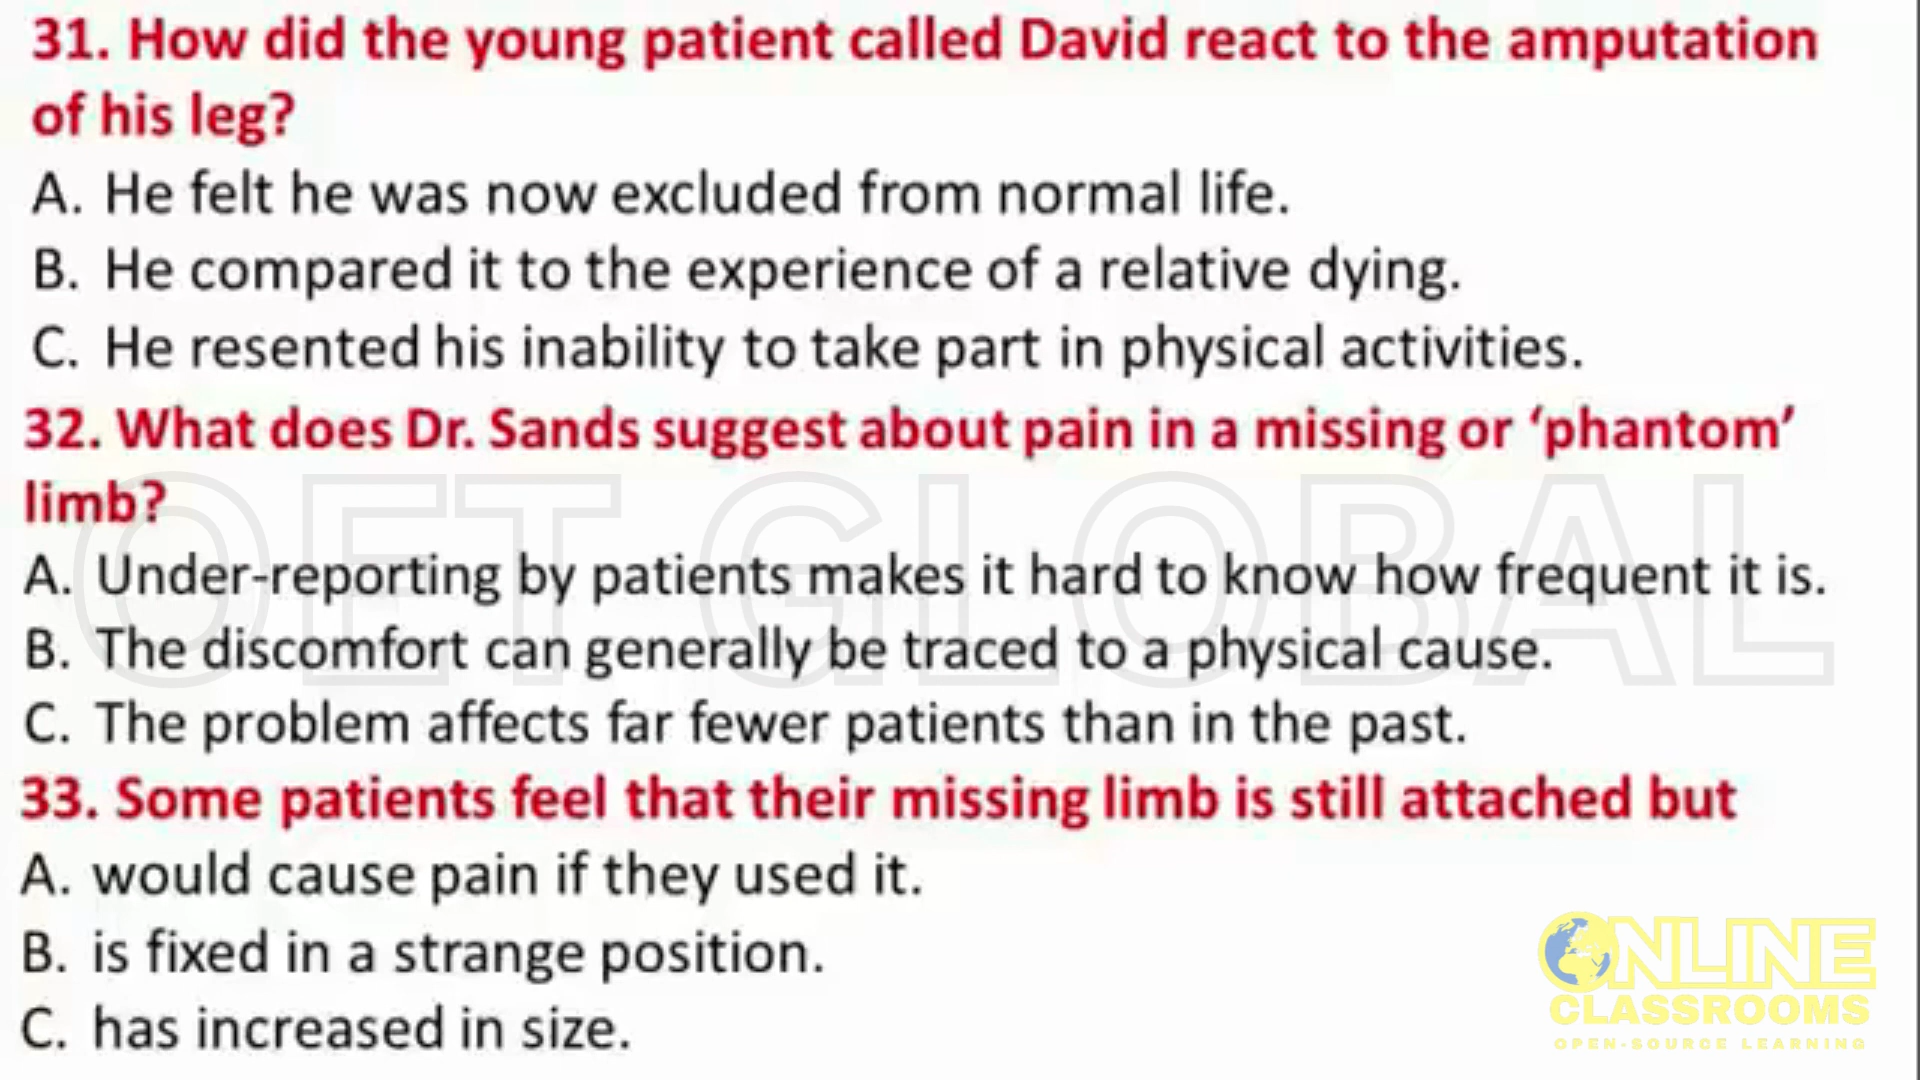 31. How did the young patient called David react to the amputation
of his leg?
A. He felt he was now excluded from normal life.
B. He compared it to the experience of a relative dying.
C. He resented his inability to take part in physical activities.
32. What does Dr. Sands suggest about pain in a missing or ‘phantom’
limb?
A. Under-reporting by patients makes it hard to know how frequent it is.
B. The discomfort can generally be traced to a physical cause.
C. The problem affects far fewer patients than in the past.
33. Some patients feel that their missing limb is still attached but
A. would cause pain if they used it.
B. is fixed in a strange position.
C. has increased in size.
OET GLOBAL
ONLINE
CLASSROOMS
OPEN-SOURCE LEARNING